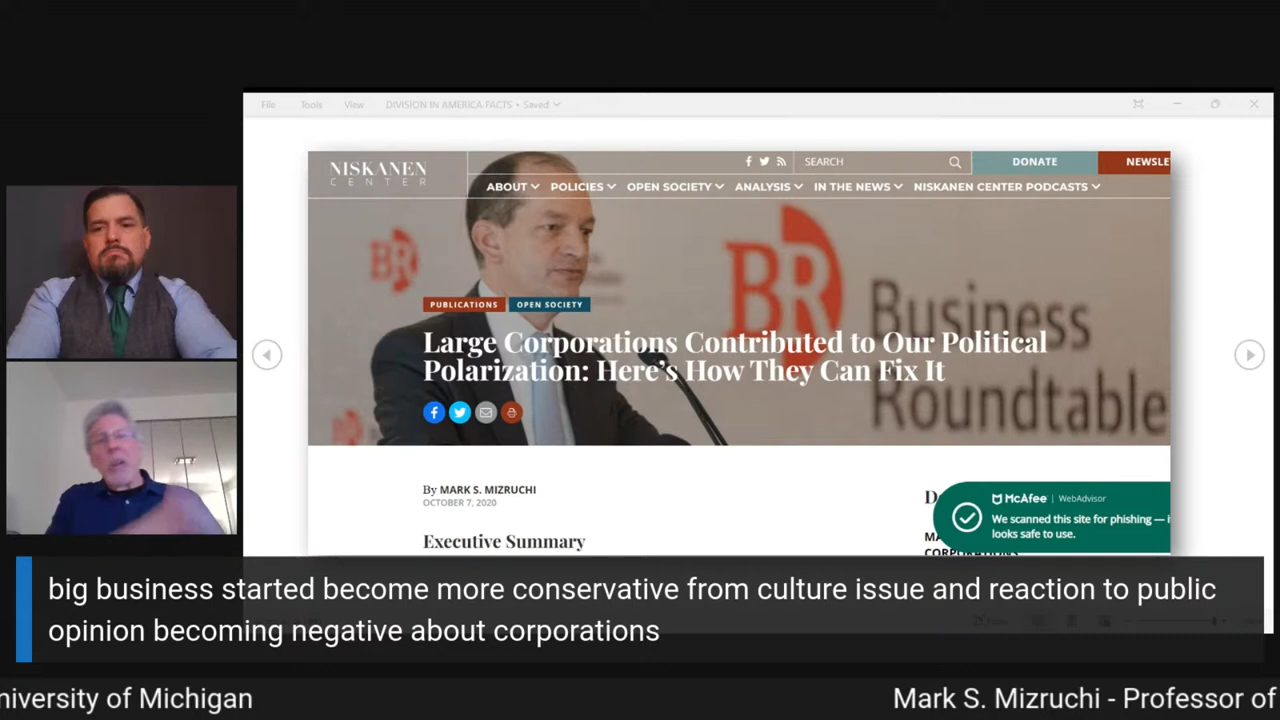 File Tools View DIVISION IN AMERICA FACTS • Saved
NISKANEN
CENTER
SEARCH
DONATE
NEWSLE
ABOUT POLICIES OPEN SOCIETY ANALYSIS IN THE NEWS NISKANEN CENTER PODCASTS
BR
BR
Business
Roundtable
PUBLICATIONS OPEN SOCIETY
Large Corporations Contributed to Our Political
Polarization: Here's How They Can Fix It
By MARK S. MIZRUCHI
OCTOBER 7, 2020
Executive Summary
McAfee | WebAdvisor
We scanned this site for phishing —
looks safe to use.
big business started become more conservative from culture issue and reaction to public
opinion becoming negative about corporations
niversity of Michigan
Mark S. Mizruchi - Professor of